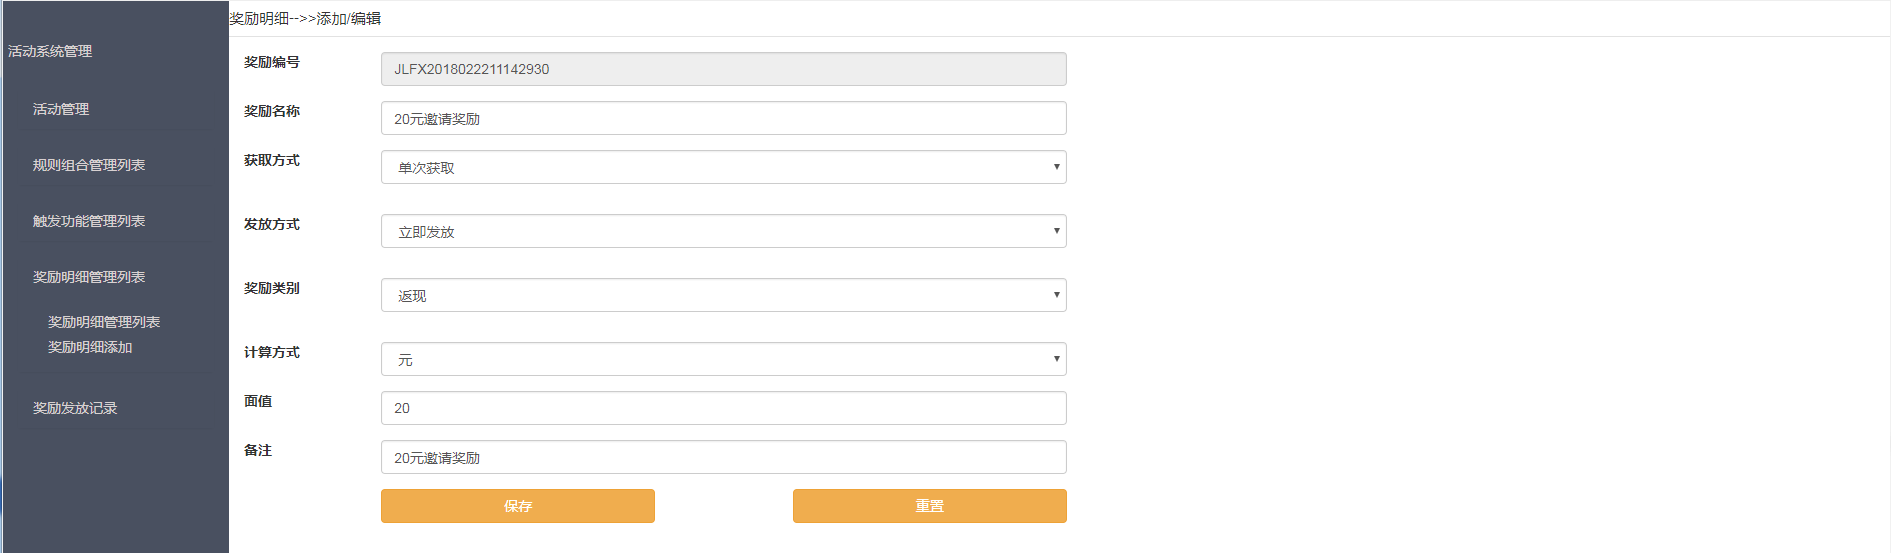 奖励明细-->>添加/编辑
活动系统管理
活动管理
规则组合管理列表
触发功能管理列表
奖励明细管理列表
奖励明细管理列表
奖励明细添加
奖励发放记录
奖励编号 JLFX2018022211142930
奖励名称 20元邀请奖励
获取方式 单次获取
发放方式 立即发放
奖励类别 返现
计算方式 元
面值 20
备注 20元邀请奖励
保存 重置